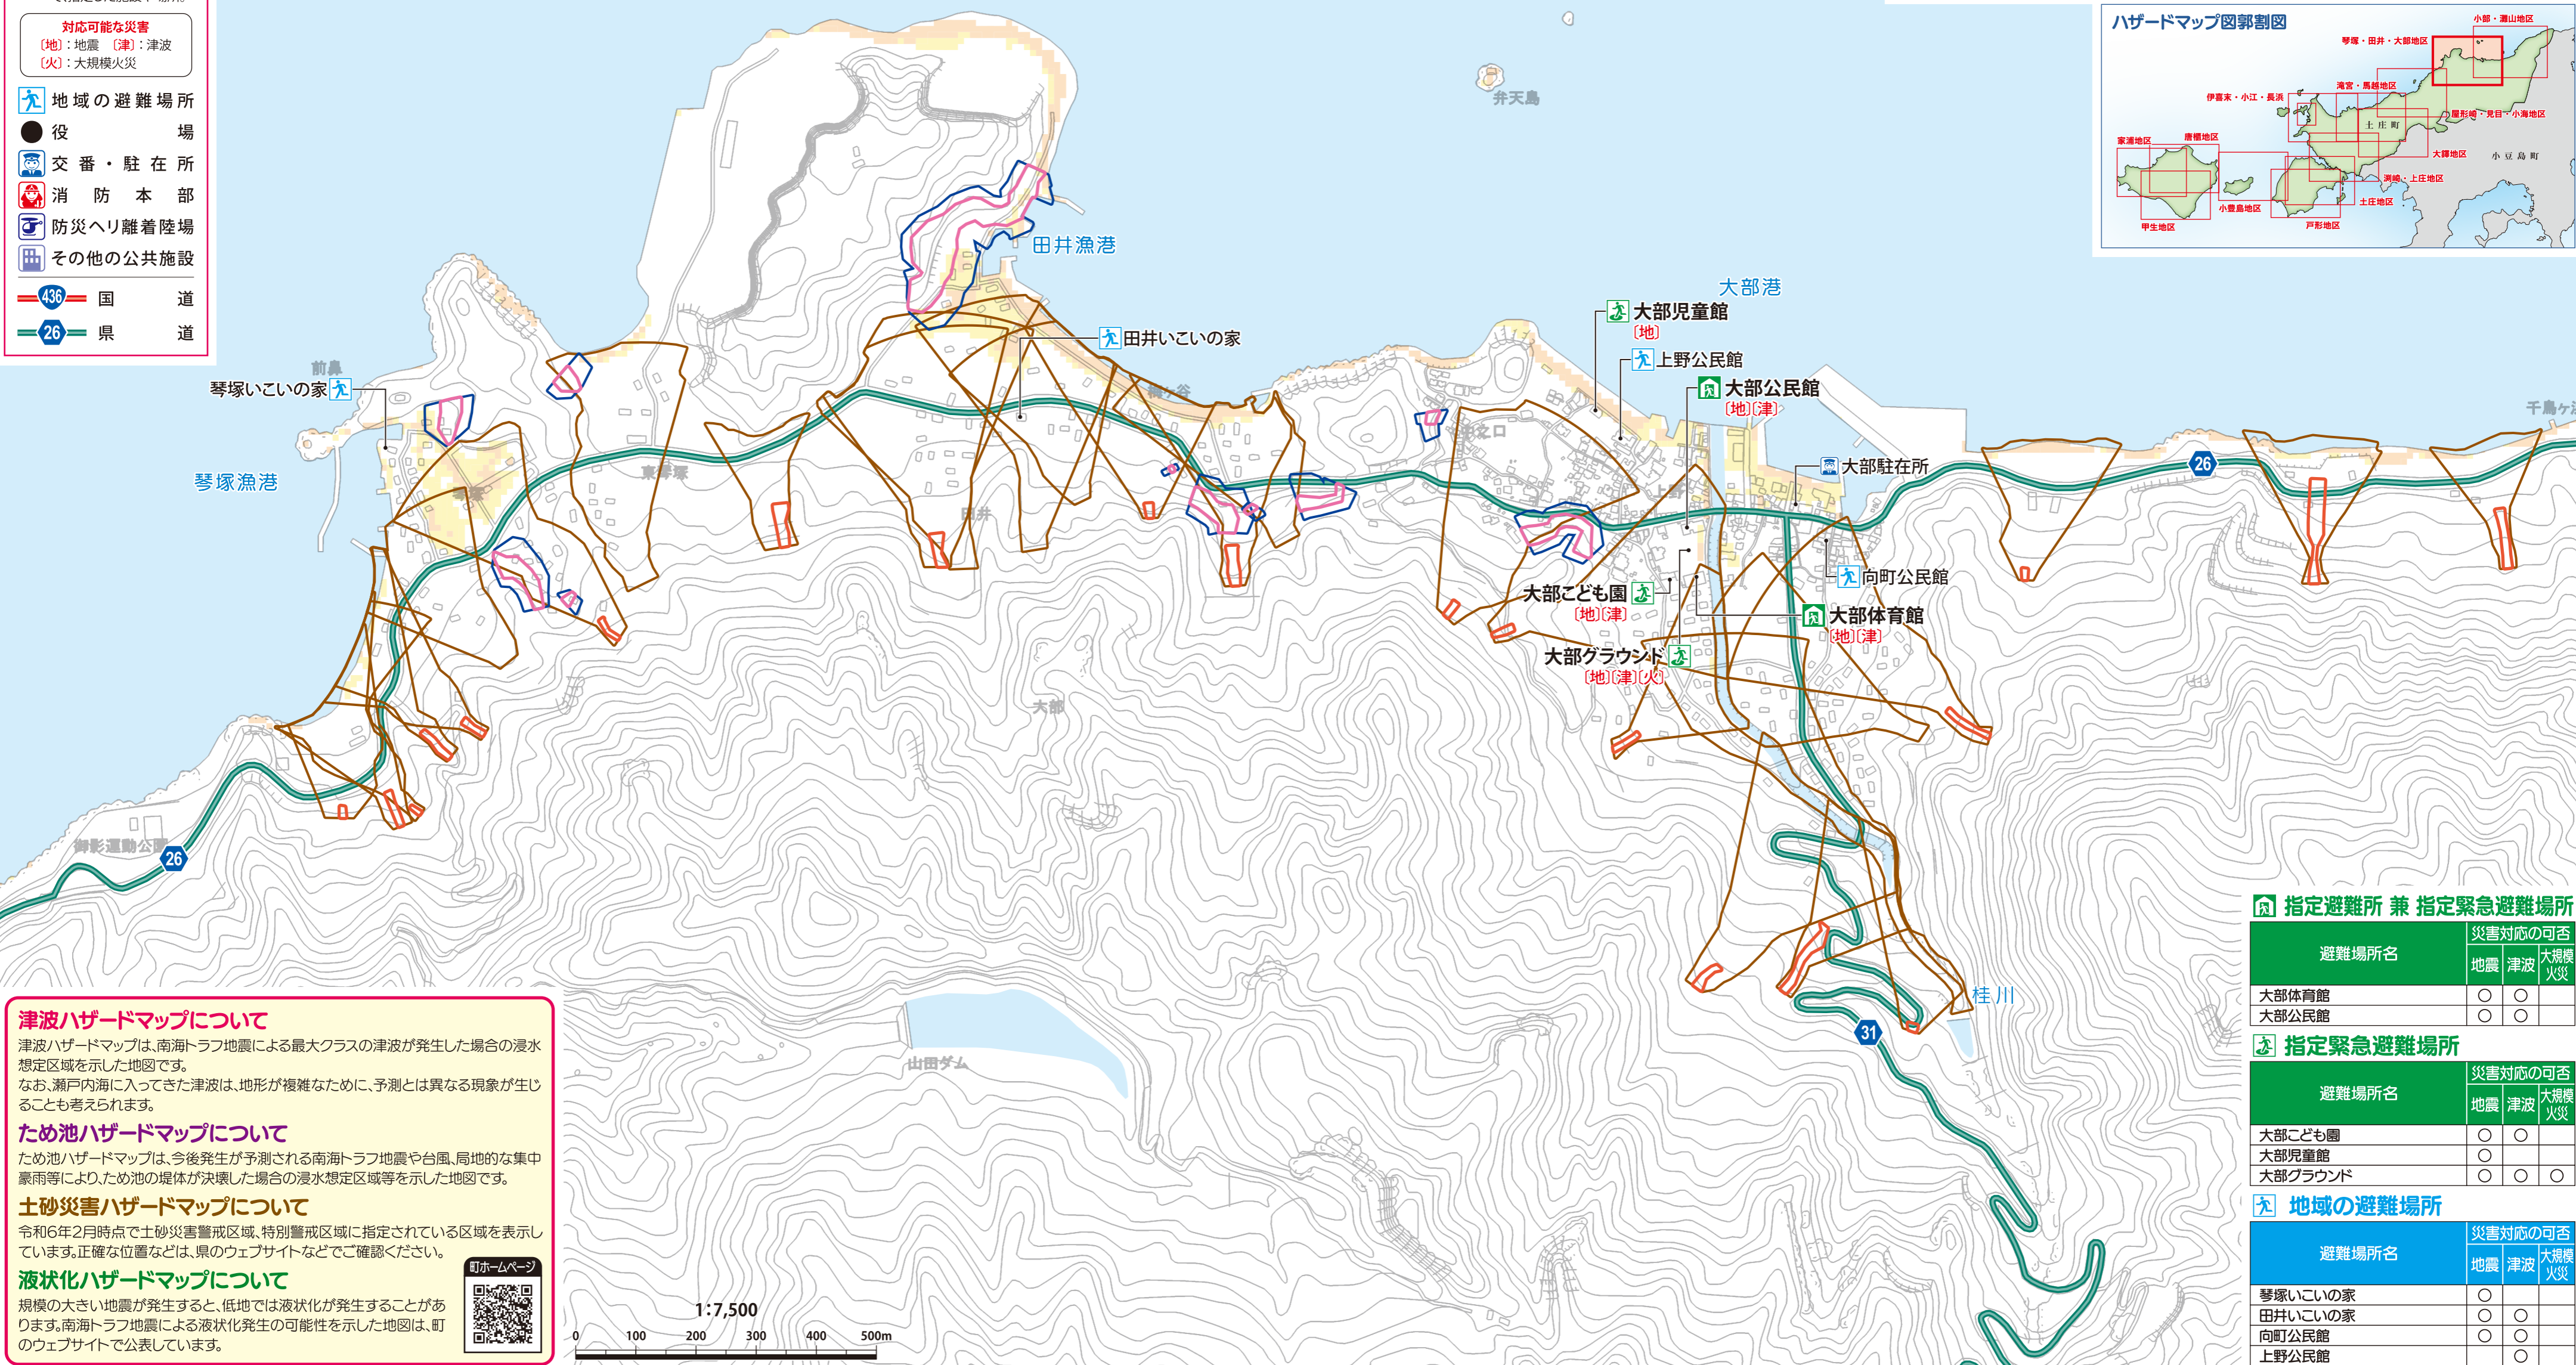 対応可能な災害
〔地〕：地震 〔津〕：津波
〔火〕：大規模火災
地域の避難場所
役場
交番・駐在所
消防本部
防災ヘリ離着陸場
その他の公共施設
436 国道
26 県道
ハザードマップ図郭割図
小部・灘山地区
琴塚・田井・大部地区
滝宮・馬越地区
伊喜末・小江・長浜
屋形崎・見目・小海地区
土庄町
家浦地区
唐櫃地区
大鐸地区
小豆島町
渕崎・上庄地区
土庄地区
小豊島地区
戸形地区
甲生地区
弁天島
田井漁港
大部港
大部児童館
〔地〕
田井いこいの家
上野公民館
前鼻
琴塚いこいの家
大部公民館
〔地〕〔津〕
梅ヶ谷
中之口
大部駐在所
26
琴塚漁港
東琴塚
琴塚
上野
田井
向町公民館
大部こども園
〔地〕〔津〕
大部体育館
〔地〕〔津〕
大部グラウンド
〔地〕〔津〕〔火〕
大部
御影運動公園
26
桂川
31
山田ダム
津波ハザードマップについて
津波ハザードマップは、南海トラフ地震による最大クラスの津波が発生した場合の浸水
想定区域を示した地図です。
なお、瀬戸内海に入ってきた津波は、地形が複雑なために、予測とは異なる現象が生じ
ることも考えられます。
ため池ハザードマップについて
ため池ハザードマップは、今後発生が予測される南海トラフ地震や台風、局地的な集中
豪雨等により、ため池の堤体が決壊した場合の浸水想定区域等を示した地図です。
土砂災害ハザードマップについて
令和6年2月時点で土砂災害警戒区域、特別警戒区域に指定されている区域を表示し
ています。正確な位置などは、県のウェブサイトなどでご確認ください。
液状化ハザードマップについて
規模の大きい地震が発生すると、低地では液状化が発生することがあ
ります。南海トラフ地震による液状化発生の可能性を示した地図は、町
のウェブサイトで公表しています。
町ホームページ
1:7,500
0 100 200 300 400 500m
指定避難所 兼 指定緊急避難場所
避難場所名 災害対応の可否
地震 津波 大規模火災
大部体育館 ○ ○
大部公民館 ○ ○
指定緊急避難場所
避難場所名 災害対応の可否
地震 津波 大規模火災
大部こども園 ○ ○
大部児童館 ○
大部グラウンド ○ ○ ○
地域の避難場所
避難場所名 災害対応の可否
地震 津波 大規模火災
琴塚いこいの家 ○
田井いこいの家 ○ ○
向町公民館 ○ ○
上野公民館 ○